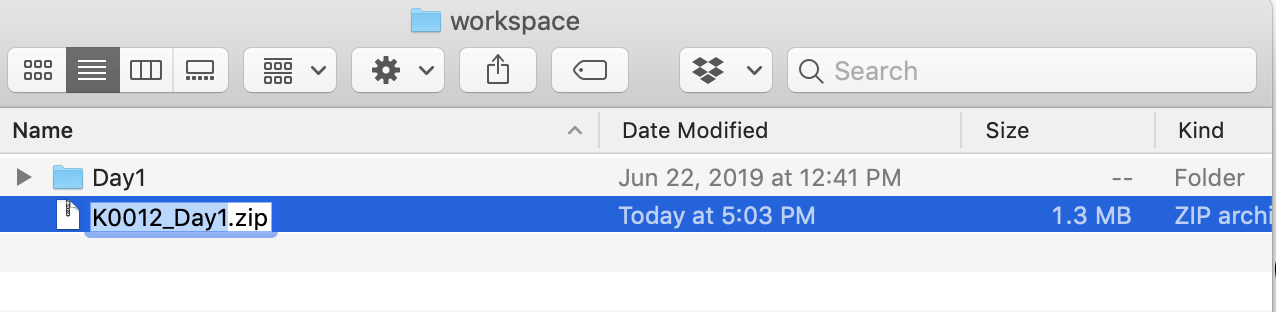 workspace
Search
Name Date Modified Size Kind
Day1 Jun 22, 2019 at 12:41 PM -- Folder
K0012_Day1.zip Today at 5:03 PM 1.3 MB ZIP archi